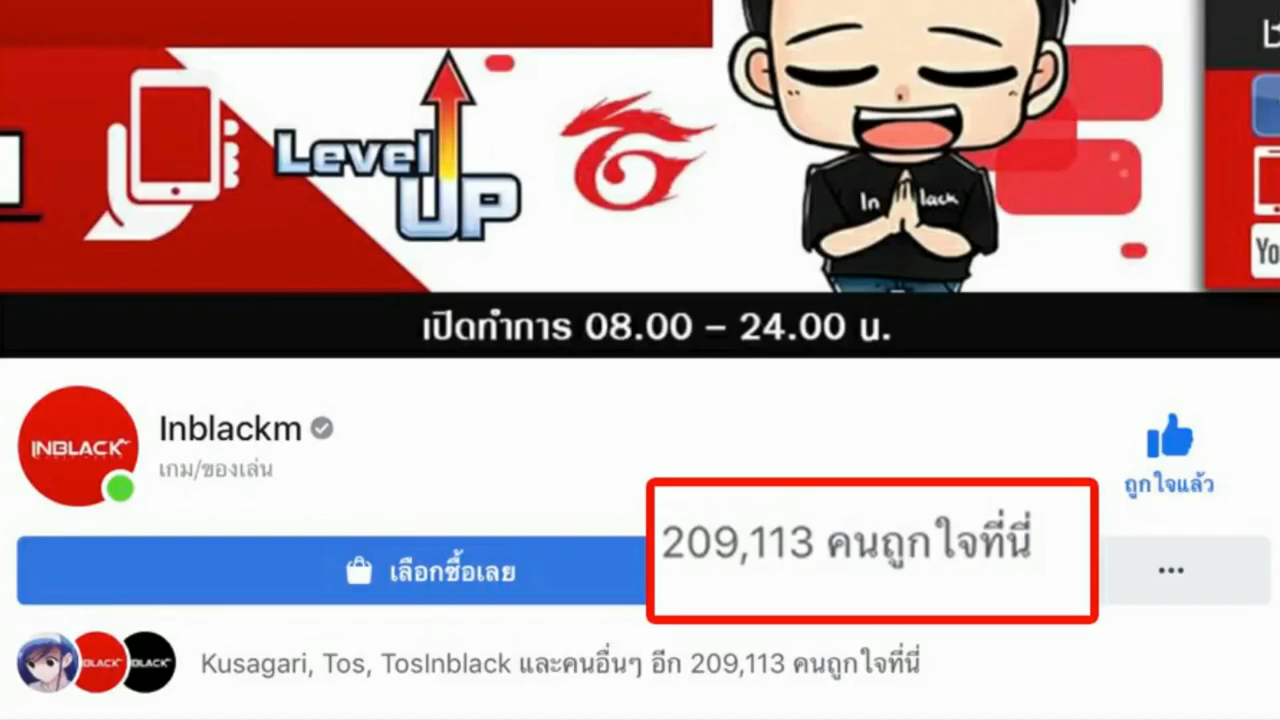 Level UP
In lack
You
เปิดทำการ 08.00 – 24.00 น.
INBLACK
Inblackm
เกม/ของเล่น
ถูกใจแล้ว
209,113 คนถูกใจที่นี่
เลือกซื้อเลย
Kusagari, Tos, TosInblack และคนอื่นๆ อีก 209,113 คนถูกใจที่นี่